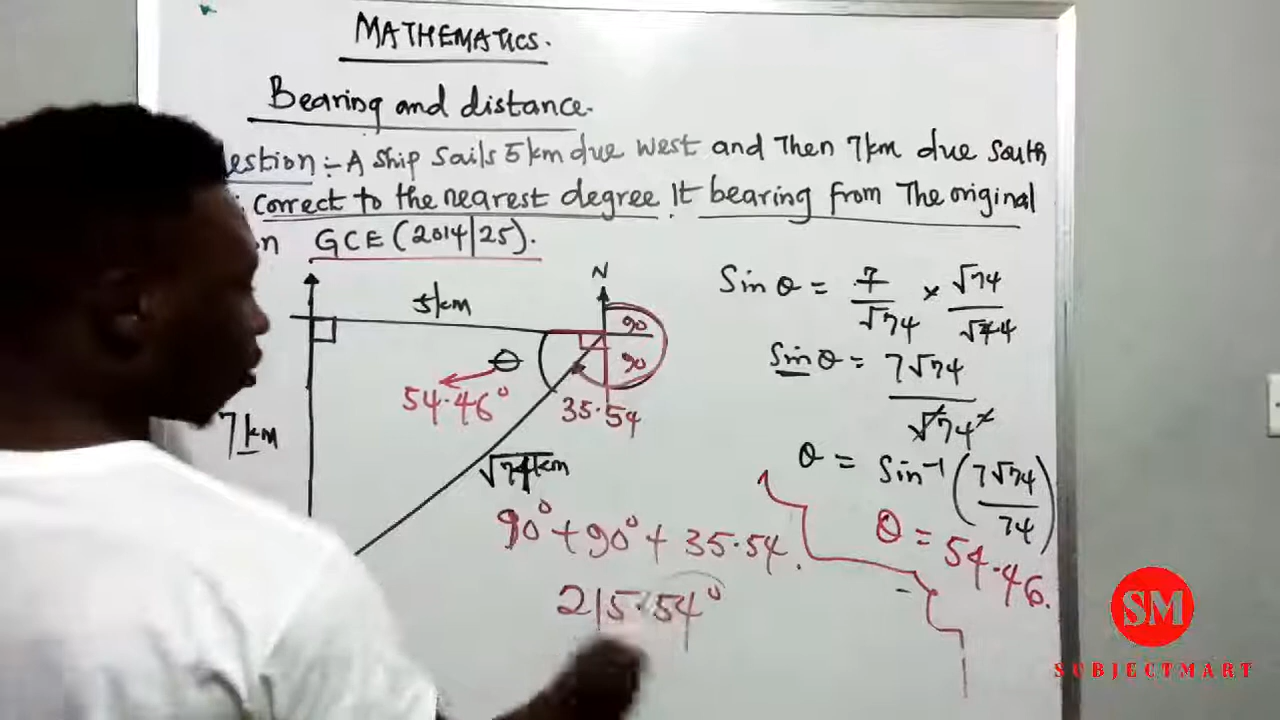 MATHEMATICS.
Bearing and distance.
estion :- A ship sails 5km due west and Then 7km due south
: correct to the nearest degree It bearing from The original
n GCE (2014/25).
N
5km
90
90
θ
54.46°
35.54
7km
√74km
90° + 90° + 35.54.
215.54°
Sin θ = 7/√74 × √74/√74
Sin θ = 7√74/√74²
θ = Sin⁻¹ (7√74/74)
θ = 54.46.
SM
SUBJECTMART